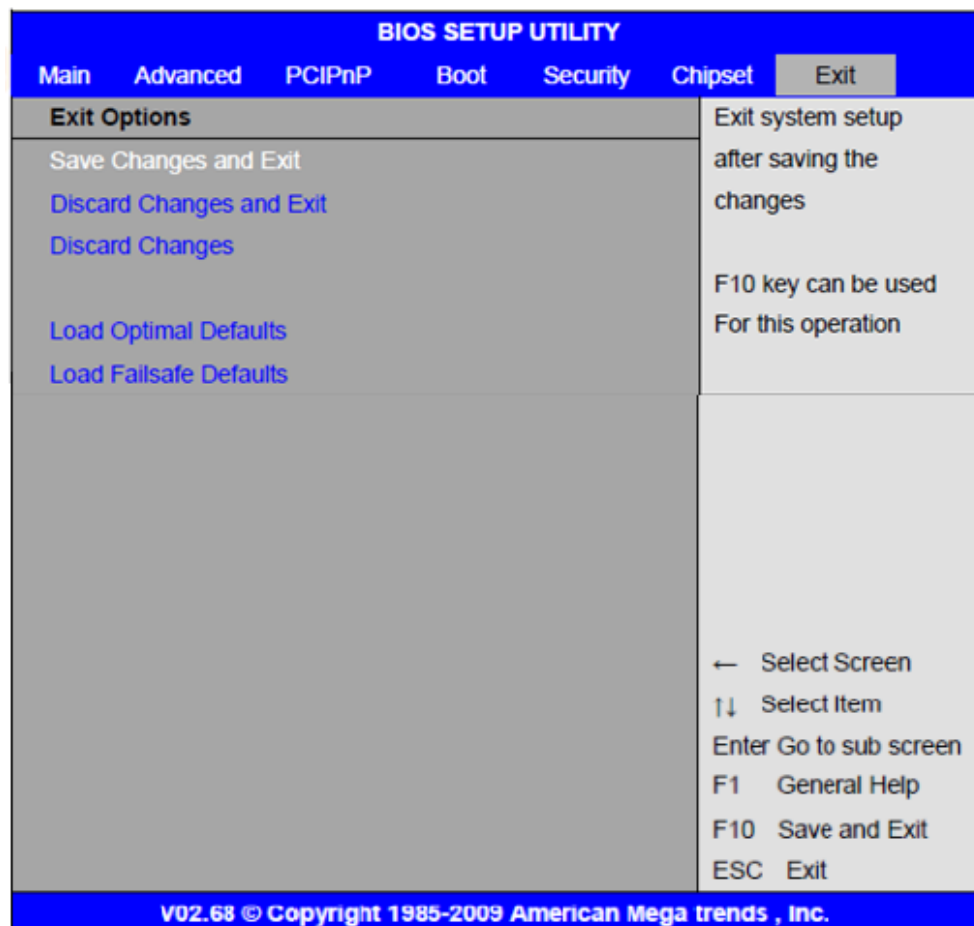 BIOS SETUP UTILITY
Main Advanced PCIPnP Boot Security Chipset Exit
Exit Options
Save Changes and Exit
Discard Changes and Exit
Discard Changes
Load Optimal Defaults
Load Failsafe Defaults
Exit system setup
after saving the
changes
F10 key can be used
For this operation
← Select Screen
↑↓ Select Item
Enter Go to sub screen
F1 General Help
F10 Save and Exit
ESC Exit
V02.68 © Copyright 1985-2009 American Mega trends , Inc.